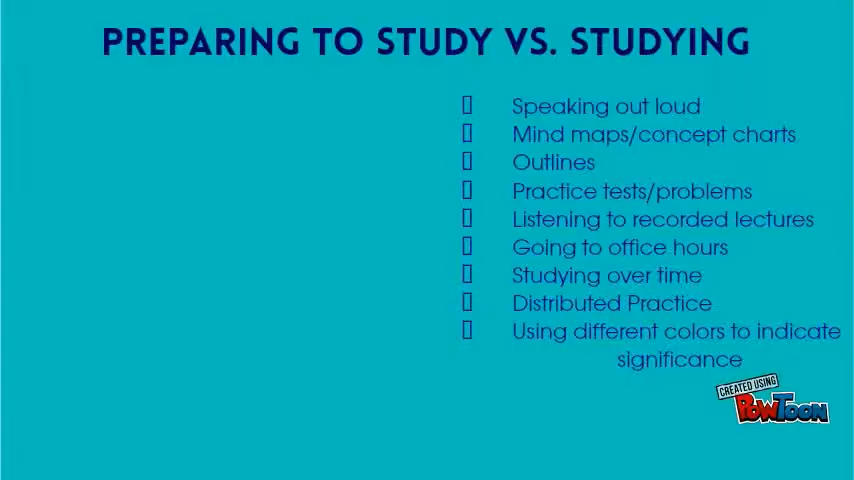 PREPARING TO STUDY VS. STUDYING
Speaking out loud
Mind maps/concept charts
Outlines
Practice tests/problems
Listening to recorded lectures
Going to office hours
Studying over time
Distributed Practice
Using different colors to indicate
significance
CREATED USING
POWTOON